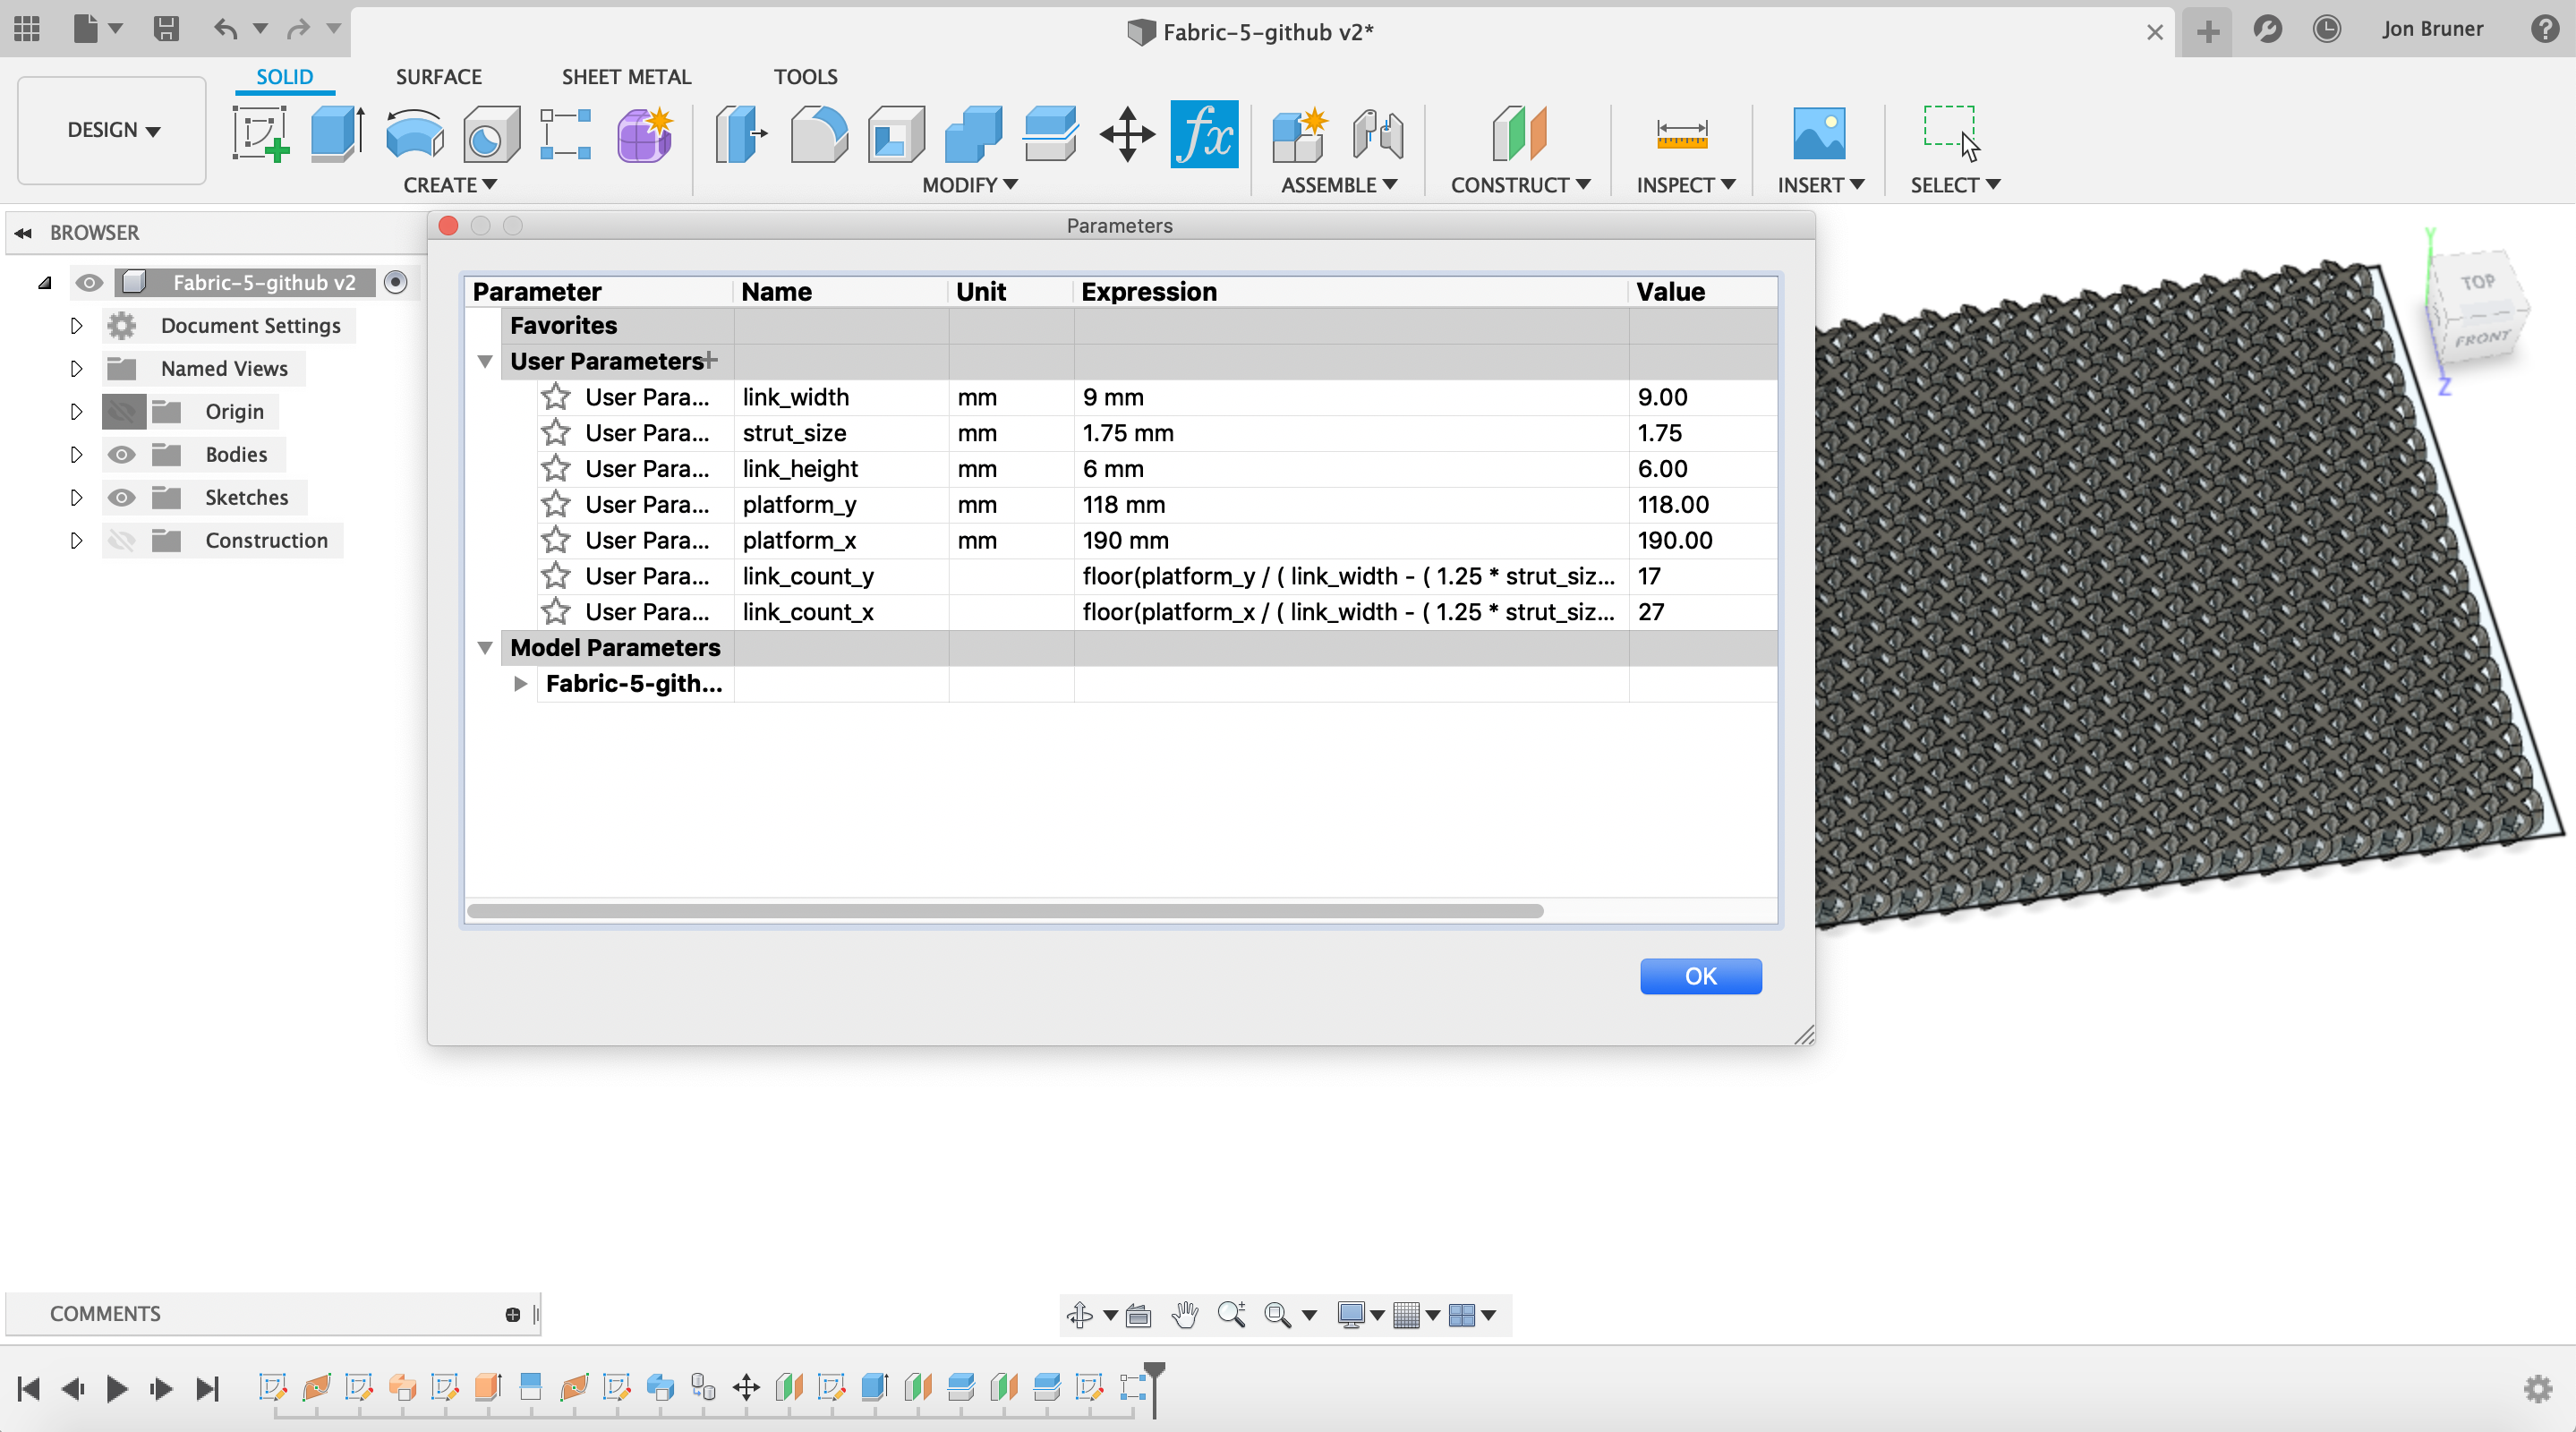 Fabric-5-github v2*
Jon Bruner
SOLID
SURFACE
SHEET METAL
TOOLS
DESIGN
fx
CREATE
MODIFY
ASSEMBLE
CONSTRUCT
INSPECT
INSERT
SELECT
BROWSER
Fabric-5-github v2
Document Settings
Named Views
Origin
Bodies
Sketches
Construction
Parameters
Parameter Name Unit Expression Value
Favorites
User Parameters+
User Para... link_width mm 9 mm 9.00
User Para... strut_size mm 1.75 mm 1.75
User Para... link_height mm 6 mm 6.00
User Para... platform_y mm 118 mm 118.00
User Para... platform_x mm 190 mm 190.00
User Para... link_count_y floor(platform_y / ( link_width - ( 1.25 * strut_siz... 17
User Para... link_count_x floor(platform_x / ( link_width - ( 1.25 * strut_siz... 27
Model Parameters
Fabric-5-gith...
OK
Y
TOP
FRONT
Z
COMMENTS